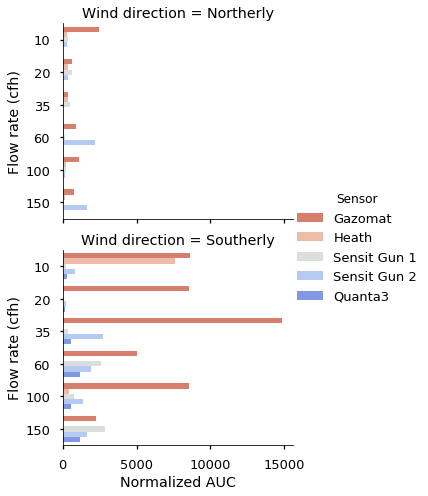 Wind direction = Northerly
Flow rate (cfh)
10
20
35
60
100
150
Sensor
Gazomat
Heath
Sensit Gun 1
Sensit Gun 2
Quanta3
Wind direction = Southerly
Flow rate (cfh)
10
20
35
60
100
150
0 5000 10000 15000
Normalized AUC